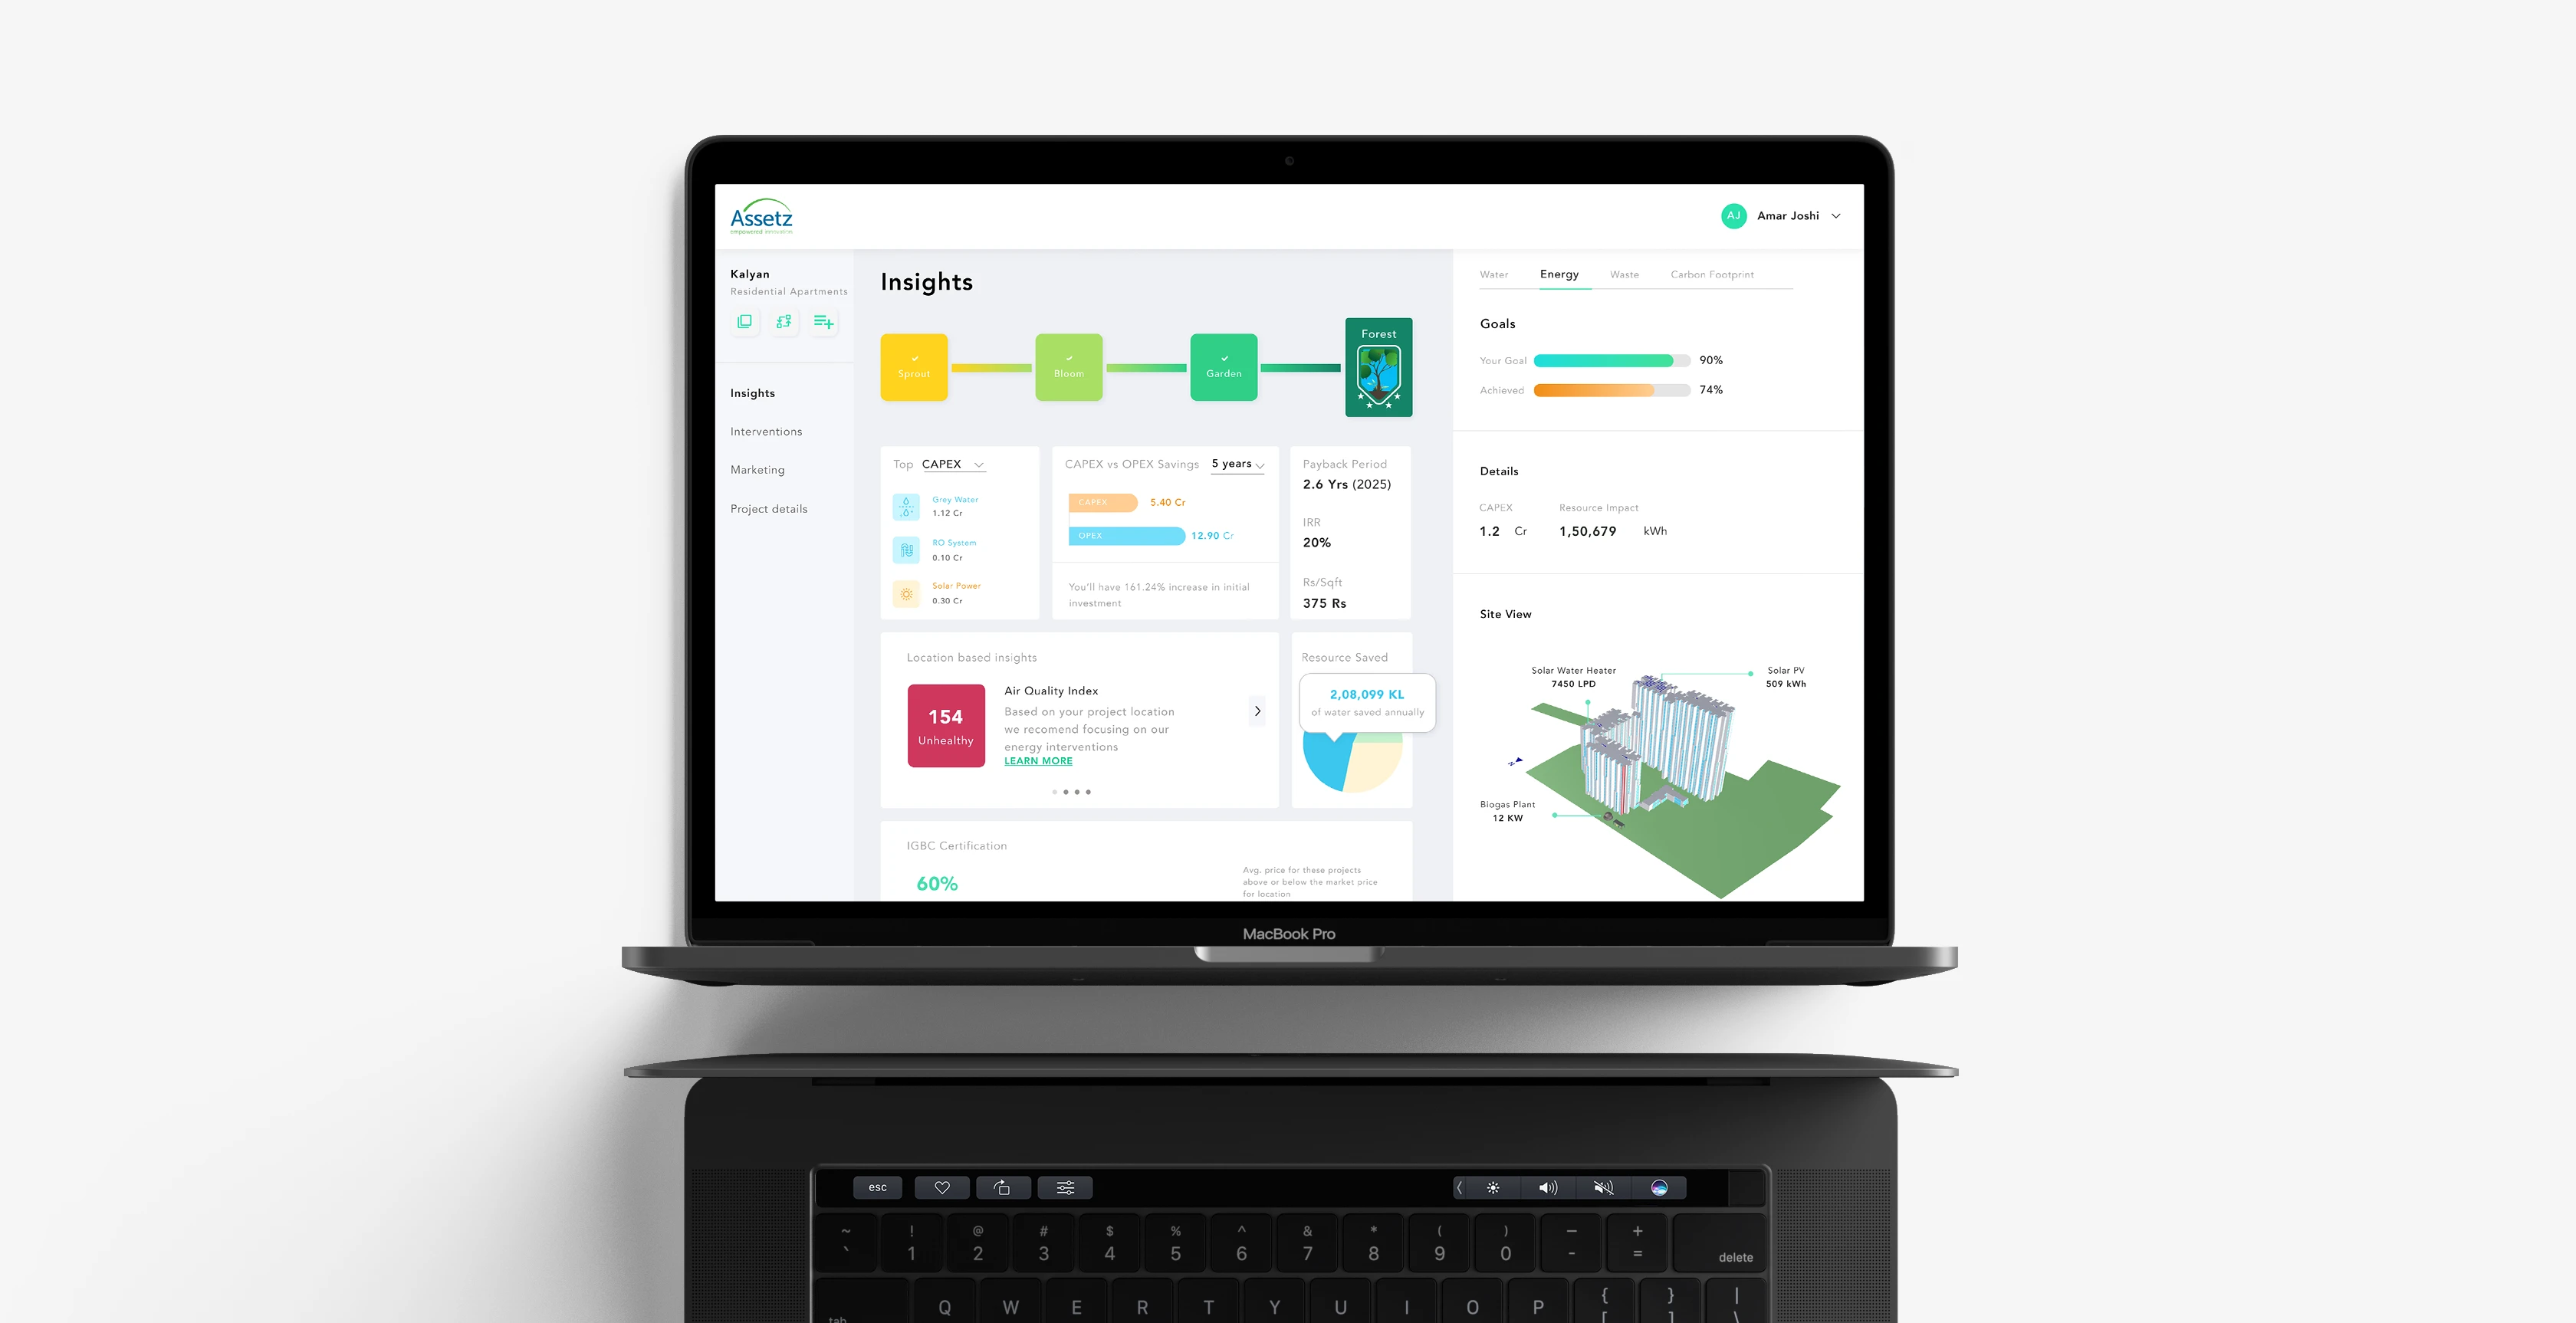 Assetz
empowered innovation
AJ Amar Joshi
Kalyan
Residential Apartments
Insights
Interventions
Marketing
Project details
Insights
Sprout
Bloom
Garden
Forest
Top CAPEX
Grey Water
1.12 Cr
RO System
0.10 Cr
Solar Power
0.30 Cr
CAPEX vs OPEX Savings 5 years
CAPEX 5.40 Cr
OPEX 12.90 Cr
You'll have 161.24% increase in initial
investment
Payback Period
2.6 Yrs (2025)
IRR
20%
Rs/Sqft
375 Rs
Location based insights
154
Unhealthy
Air Quality Index
Based on your project location
we recomend focusing on our
energy interventions
LEARN MORE
Resource Saved
2,08,099 KL
of water saved annually
IGBC Certification
60%
Avg. price for these projects
above or below the market price
for location
Water Energy Waste Carbon Footprint
Goals
Your Goal 90%
Achieved 74%
Details
CAPEX Resource Impact
1.2 Cr 1,50,679 kWh
Site View
Solar Water Heater
7450 LPD
Solar PV
509 kWh
Biogas Plant
12 KW
N
MacBook Pro
esc
~ ! @ # $ % ^ & * ( ) _ +
` 1 2 3 4 5 6 7 8 9 0 - = delete
tab Q W E R T Y U I O P { } |
[ ] \